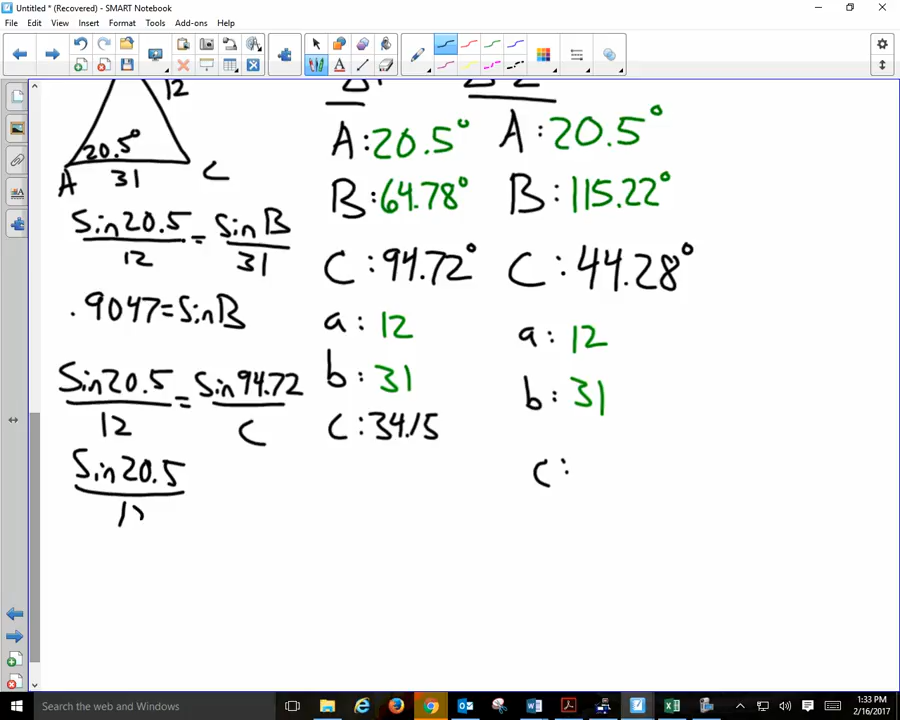 Untitled * (Recovered) - SMART Notebook
File Edit View Insert Format Tools Add-ons Help
12
20.5°
A 31 C
Sin20.5 = SinB
12 31
.9047=SinB
Sin20.5 = Sin94.72
12 C
Sin20.5
A:20.5°
B:64.78°
C:94.72°
a: 12
b: 31
C:34.15
A:20.5°
B:115.22°
C:44.28°
a: 12
b: 31
C:
Search the web and Windows
1:33 PM
2/16/2017